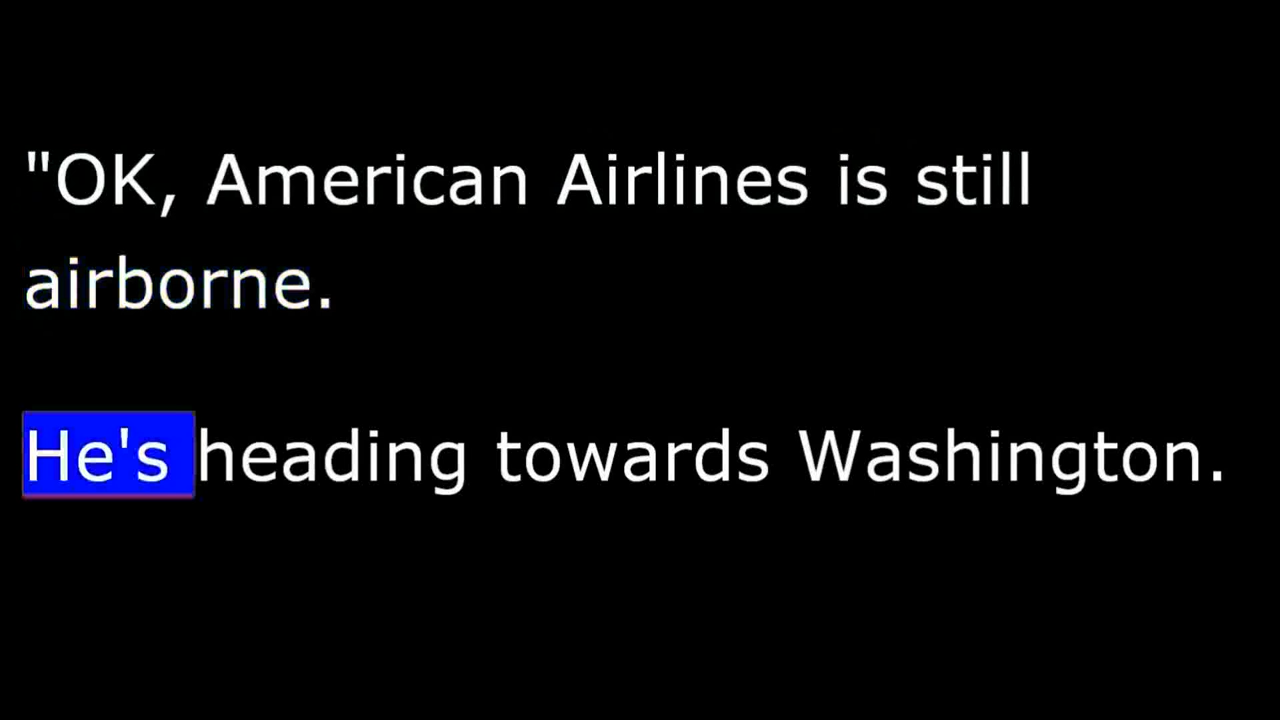 "OK, American Airlines is still
airborne.
He's heading towards Washington.